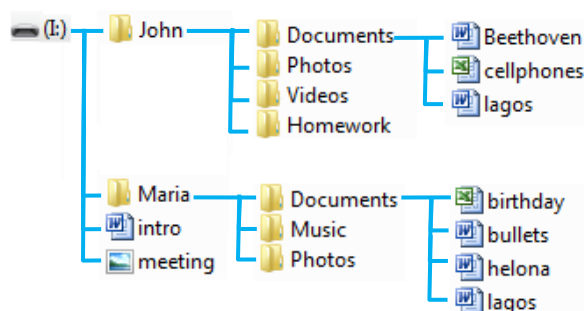 (I:)
John
Documents
Beethoven
Photos
cellphones
Videos
lagos
Homework
Maria
Documents
birthday
intro
Music
bullets
meeting
Photos
helona
lagos